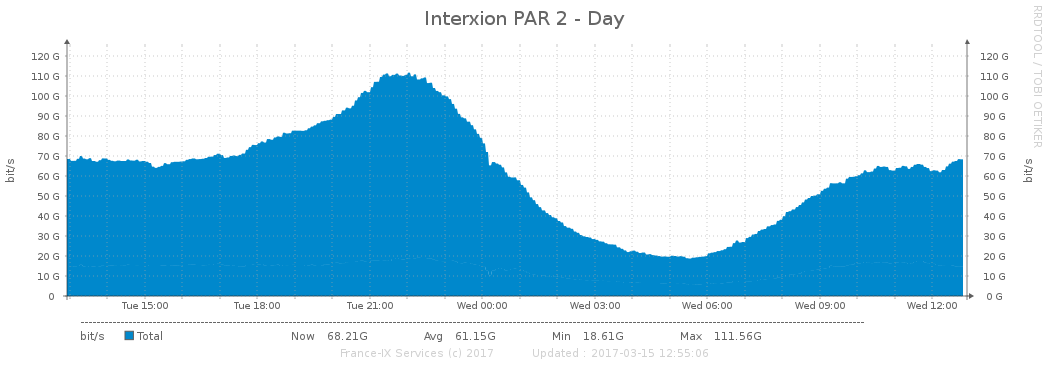 Interxion PAR 2 - Day
RRDTOOL / TOBI OETIKER
120 G 120 G
110 G 110 G
100 G 100 G
90 G 90 G
80 G 80 G
70 G 70 G
60 G 60 G
50 G 50 G
40 G 40 G
30 G 30 G
20 G 20 G
10 G 10 G
0 0 G
bit/s bit/s
Tue 15:00 Tue 18:00 Tue 21:00 Wed 00:00 Wed 03:00 Wed 06:00 Wed 09:00 Wed 12:00
bit/s Total Now 68.21G Avg 61.15G Min 18.61G Max 111.56G
France-IX Services (c) 2017 Updated : 2017-03-15 12:55:06